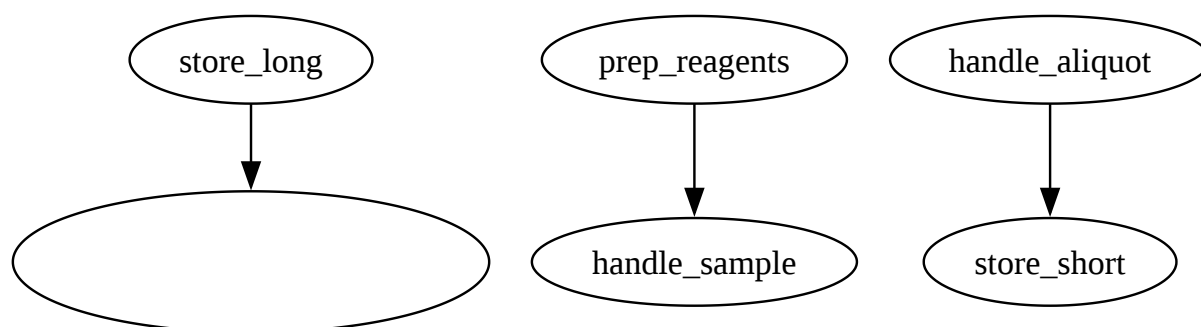 store_long
prep_reagents
handle_aliquot
handle_sample
store_short